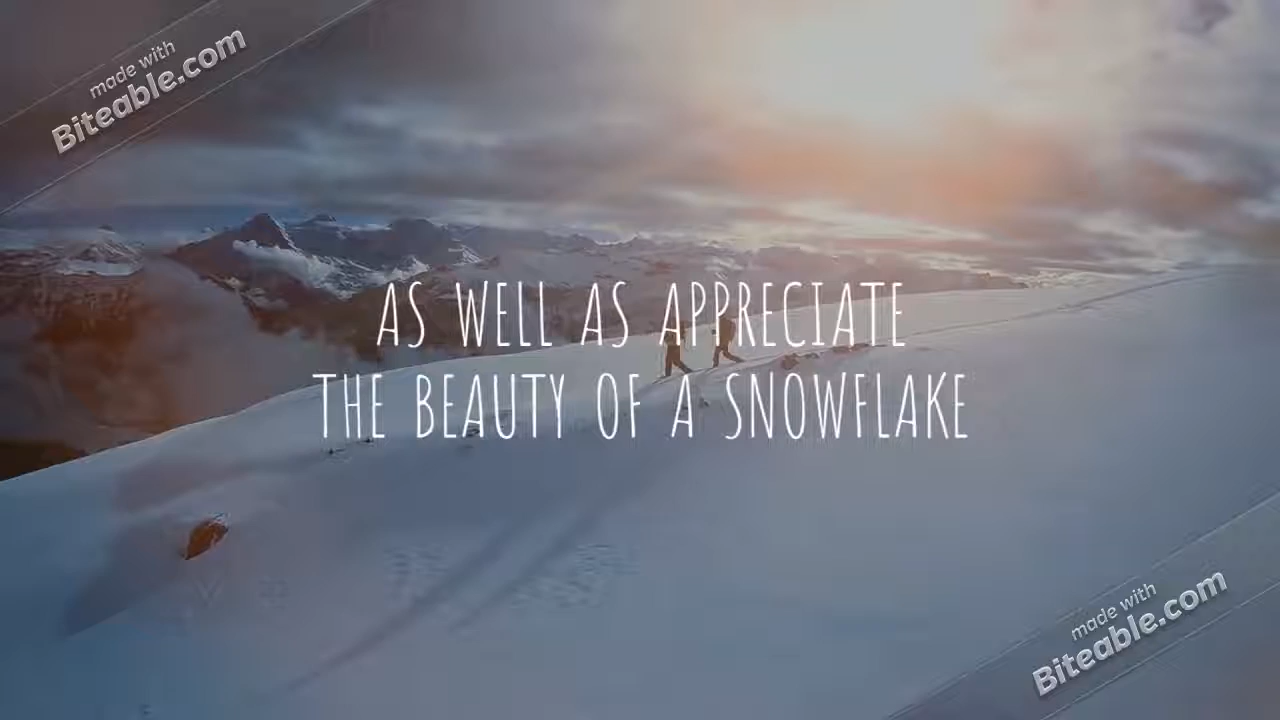 made with
Biteable.com
AS WELL AS APPRECIATE
THE BEAUTY OF A SNOWFLAKE
made with
Biteable.com